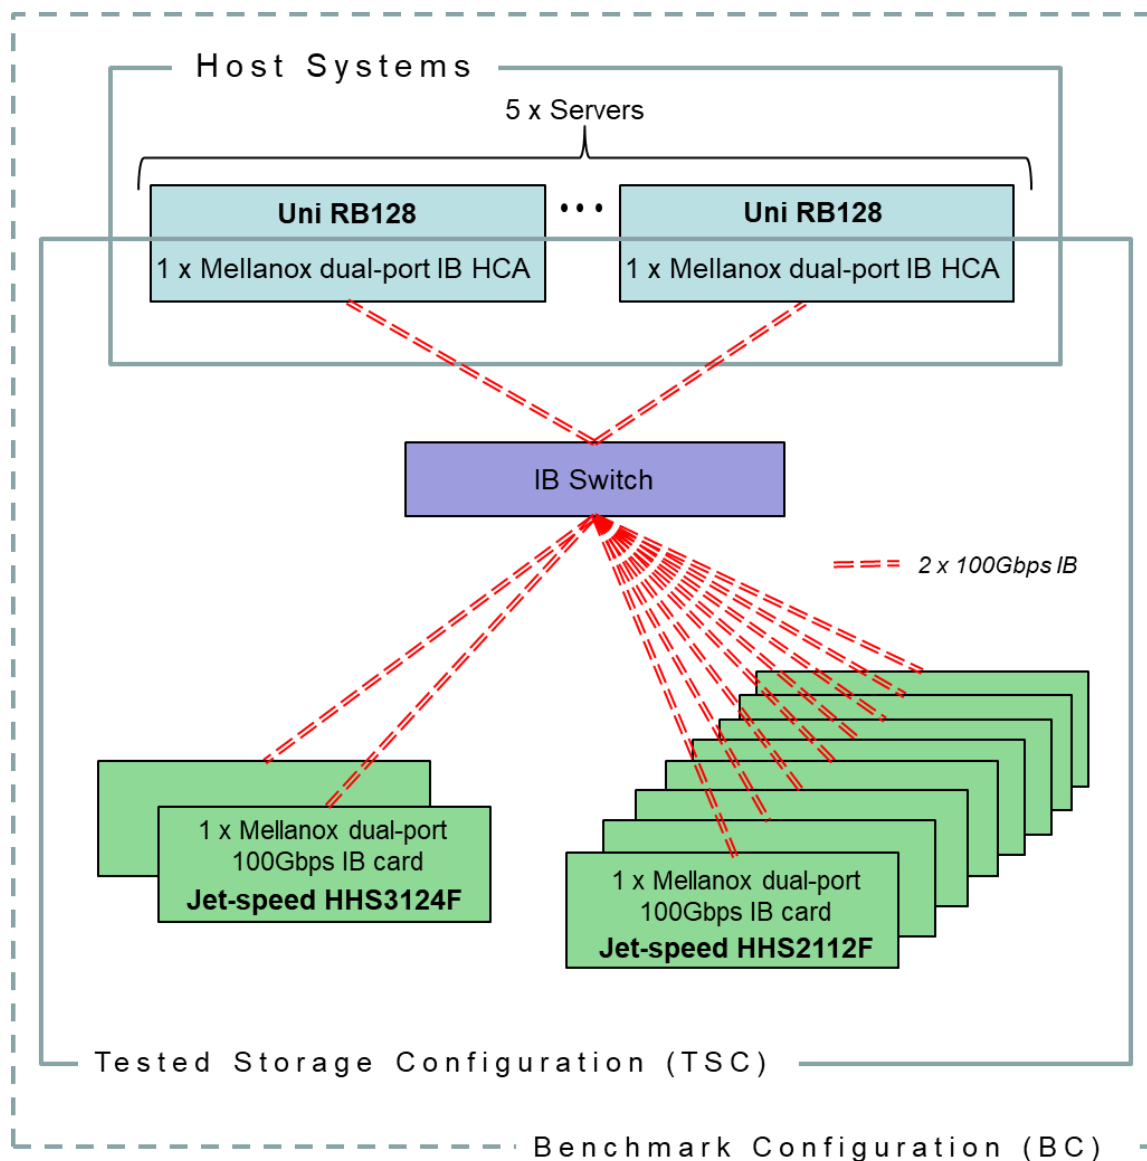 Host Systems
5 x Servers
Uni RB128
1 x Mellanox dual-port IB HCA
...
Uni RB128
1 x Mellanox dual-port IB HCA
IB Switch
2 x 100Gbps IB
1 x Mellanox dual-port
100Gbps IB card
Jet-speed HHS3124F
1 x Mellanox dual-port
100Gbps IB card
Jet-speed HHS2112F
Tested Storage Configuration (TSC)
Benchmark Configuration (BC)